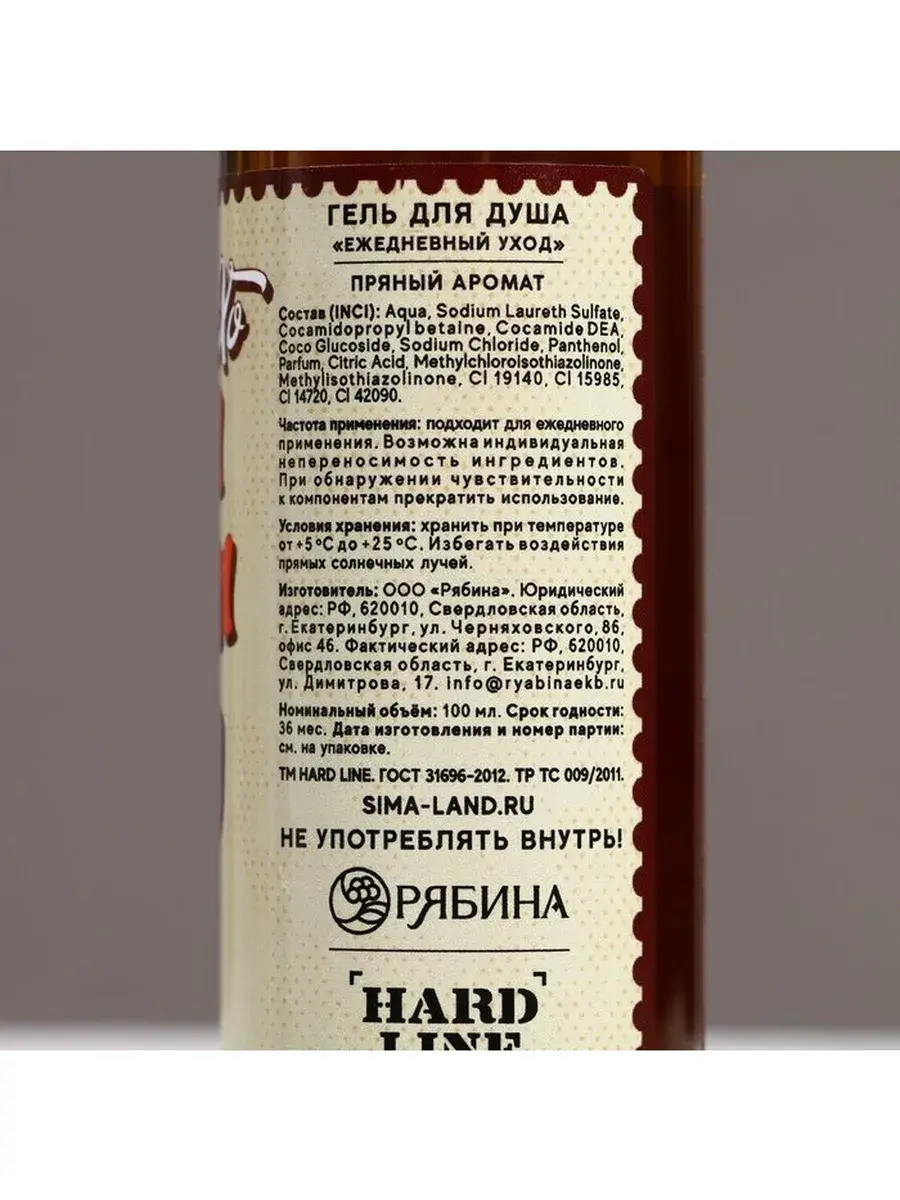 ГЕЛЬ ДЛЯ ДУША
«ЕЖЕДНЕВНЫЙ УХОД»
ПРЯНЫЙ АРОМАТ
Состав (INCI): Aqua, Sodium Laureth Sulfate,
Cocamidopropyl betaine, Cocamide DEA,
Coco Glucoside, Sodium Chloride, Panthenol,
Parfum, Citric Acid, Methylchloroisothiazolinone,
Methylisothiazolinone, CI 19140, CI 15985,
CI 14720, CI 42090.
Частота применения: подходит для ежедневного
применения. Возможна индивидуальная
непереносимость ингредиентов.
При обнаружении чувствительности
к компонентам прекратить использование.
Условия хранения: хранить при температуре
от +5 °С до +25 °С. Избегать воздействия
прямых солнечных лучей.
Изготовитель: ООО «Рябина». Юридический
адрес: РФ, 620010, Свердловская область,
г. Екатеринбург, ул. Черняховского, 86,
офис 46. Фактический адрес: РФ, 620010,
Свердловская область, г. Екатеринбург,
ул. Димитрова, 17. info@ryabinaekb.ru
Номинальный объём: 100 мл. Срок годности:
36 мес. Дата изготовления и номер партии:
см. на упаковке.
ТМ HARD LINE. ГОСТ 31696-2012. ТР ТС 009/2011.
SIMA-LAND.RU
НЕ УПОТРЕБЛЯТЬ ВНУТРЬ!
РЯБИНА
HARD
LINE